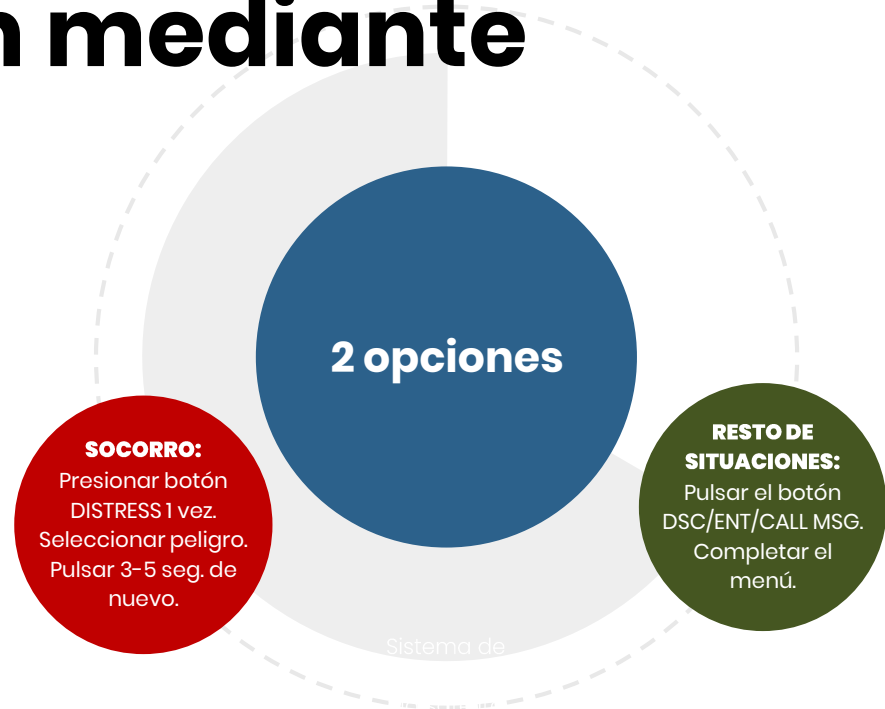 n mediante
2 opciones
SOCORRO:
Presionar botón
DISTRESS 1 vez.
Seleccionar peligro.
Pulsar 3-5 seg. de
nuevo.
RESTO DE
SITUACIONES:
Pulsar el botón
DSC/ENT/CALL MSG.
Completar el
menú.
Sistema de